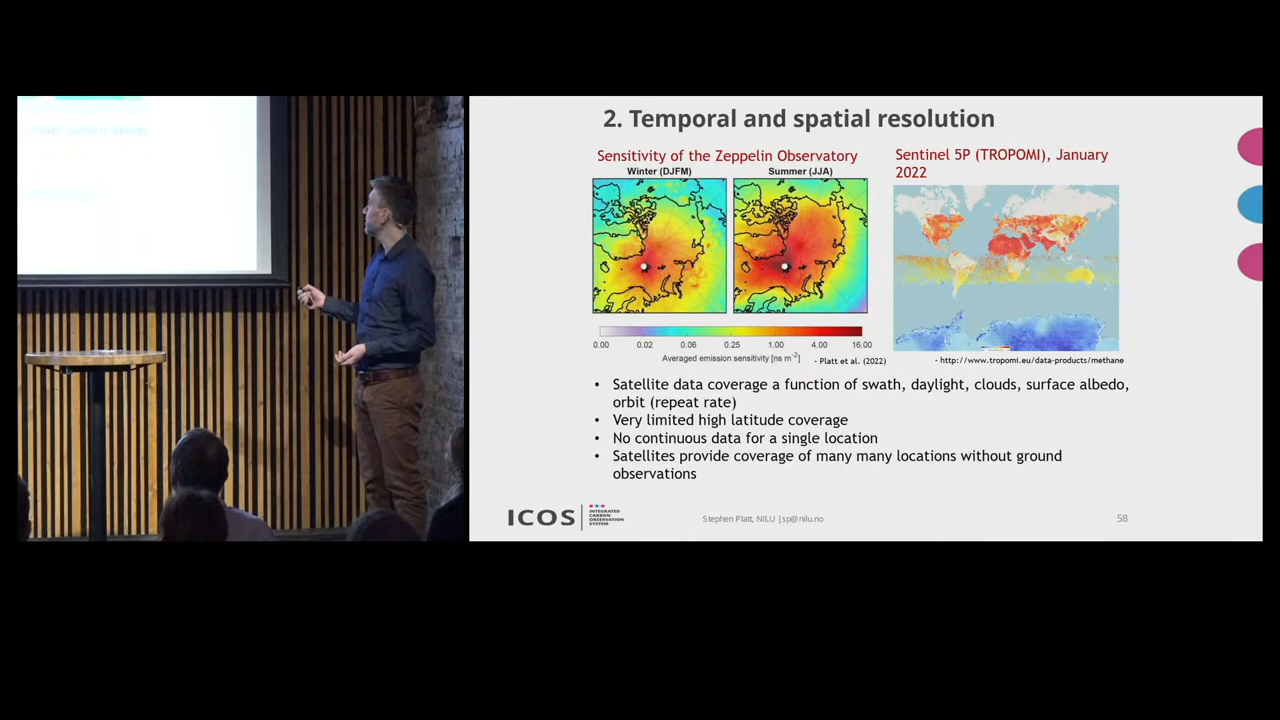 2. Temporal and spatial resolution
Sensitivity of the Zeppelin Observatory
Winter (DJFM)
Summer (JJA)
0.00 0.02 0.06 0.25 1.00 4.00 16.00
Averaged emission sensitivity [ns m⁻²]
- Platt et al. (2022)
Sentinel 5P (TROPOMI), January
2022
- http://www.tropomi.eu/data-products/methane
• Satellite data coverage a function of swath, daylight, clouds, surface albedo,
orbit (repeat rate)
• Very limited high latitude coverage
• No continuous data for a single location
• Satellites provide coverage of many many locations without ground
observations
ICOS
INTEGRATED
CARBON
OBSERVATION
SYSTEM
Stephen Platt, NILU |sp@nilu.no
58